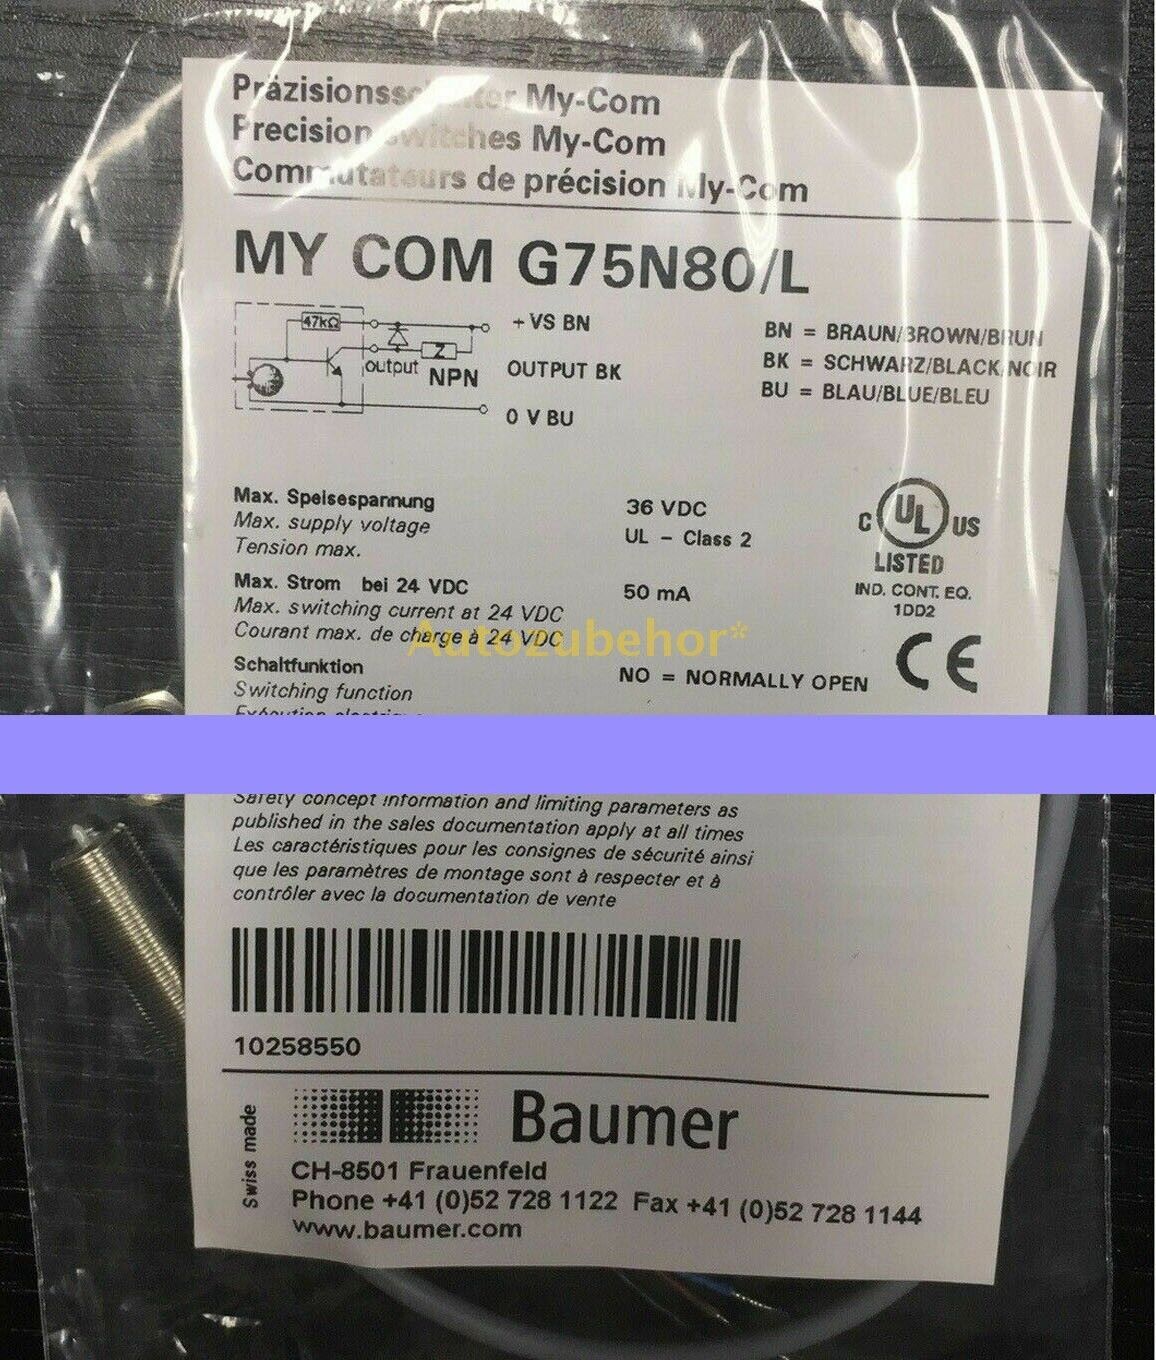 Präzisionsschalter My-Com
Precision switches My-Com
Commutateurs de précision My-Com
MY COM G75N80/L
47kΩ
output
Z
NPN
+ VS BN
OUTPUT BK
0 V BU
BN = BRAUN/BROWN/BRUN
BK = SCHWARZ/BLACK/NOIR
BU = BLAU/BLUE/BLEU
Max. Speisespannung
Max. supply voltage
Tension max.
36 VDC
UL - Class 2
C UL US
LISTED
IND. CONT. EQ.
1DD2
Max. Strom bei 24 VDC
Max. switching current at 24 VDC
Courant max. de charge à 24 VDC
50 mA
CE
Autozubehor*
Schaltfunktion
Switching function
NO = NORMALLY OPEN
Safety concept information and limiting parameters as
published in the sales documentation apply at all times
Les caractéristiques pour les consignes de sécurité ainsi
que les paramètres de montage sont à respecter et à
contrôler avec la documentation de vente
10258550
Swiss made
Baumer
CH-8501 Frauenfeld
Phone +41 (0)52 728 1122 Fax +41 (0)52 728 1144
www.baumer.com